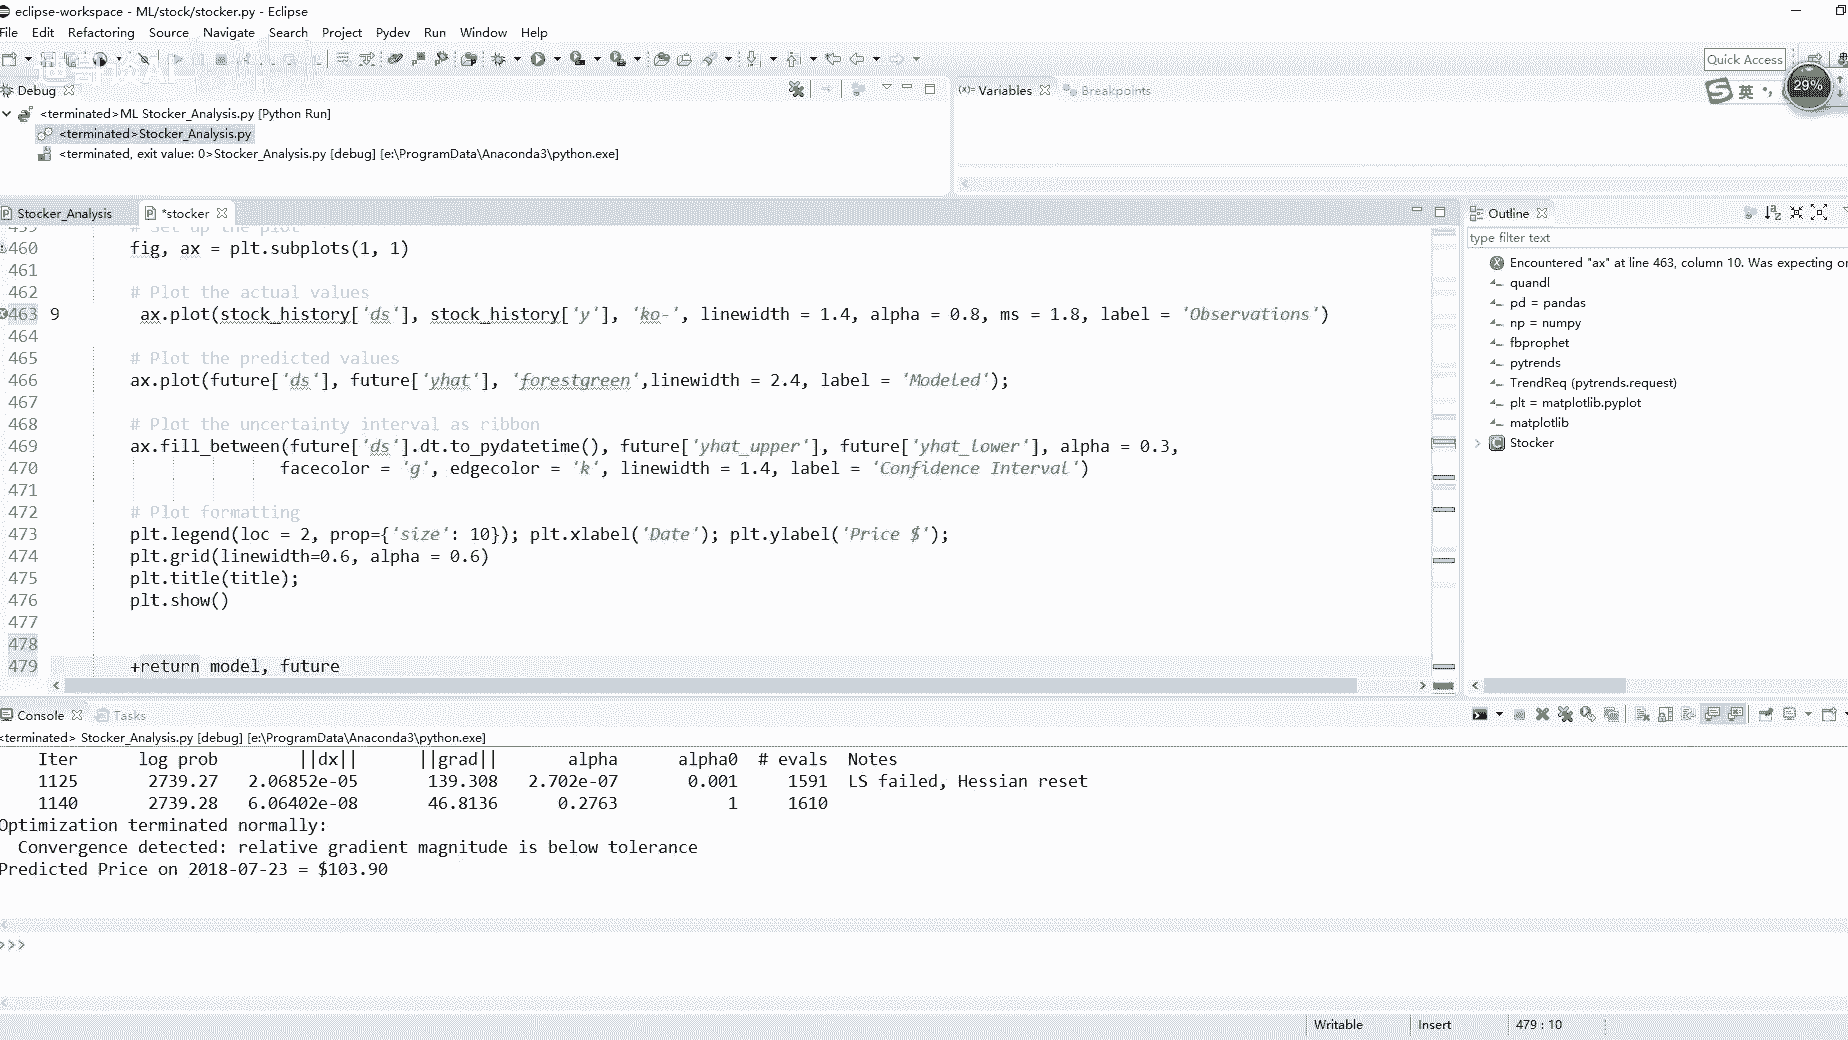 eclipse-workspace - ML/stock/stocker.py - Eclipse
File Edit Refactoring Source Navigate Search Project Pydev Run Window Help
Quick Access
Debug
(x)= Variables
Breakpoints
英
29%
<terminated>ML Stocker_Analysis.py [Python Run]
<terminated>Stocker_Analysis.py
<terminated, exit value: 0>Stocker_Analysis.py [debug] [e:\ProgramData\Anaconda3\python.exe]
Stocker_Analysis
*stocker
459 # Set up the plot
460 fig, ax = plt.subplots(1, 1)
461
462 # Plot the actual values
463 9 ax.plot(stock_history['ds'], stock_history['y'], 'ko-', linewidth = 1.4, alpha = 0.8, ms = 1.8, label = 'Observations')
464
465 # Plot the predicted values
466 ax.plot(future['ds'], future['yhat'], 'forestgreen',linewidth = 2.4, label = 'Modeled');
467
468 # Plot the uncertainty interval as ribbon
469 ax.fill_between(future['ds'].dt.to_pydatetime(), future['yhat_upper'], future['yhat_lower'], alpha = 0.3,
470 facecolor = 'g', edgecolor = 'k', linewidth = 1.4, label = 'Confidence Interval')
471
472 # Plot formatting
473 plt.legend(loc = 2, prop={'size': 10}); plt.xlabel('Date'); plt.ylabel('Price $');
474 plt.grid(linewidth=0.6, alpha = 0.6)
475 plt.title(title);
476 plt.show()
477
478
479 +return model, future
Outline
type filter text
Encountered "ax" at line 463, column 10. Was expecting
quandl
pd = pandas
np = numpy
fbprophet
pytrends
TrendReq (pytrends.request)
plt = matplotlib.pyplot
matplotlib
Stocker
Console
Tasks
<terminated> Stocker_Analysis.py [debug] [e:\ProgramData\Anaconda3\python.exe]
Iter log prob ||dx|| ||grad|| alpha alpha0 # evals Notes
1125 2739.27 2.06852e-05 139.308 2.702e-07 0.001 1591 LS failed, Hessian reset
1140 2739.28 6.06402e-08 46.8136 0.2763 1 1610
Optimization terminated normally:
Convergence detected: relative gradient magnitude is below tolerance
Predicted Price on 2018-07-23 = $103.90
>>>
Writable
Insert
479 : 10